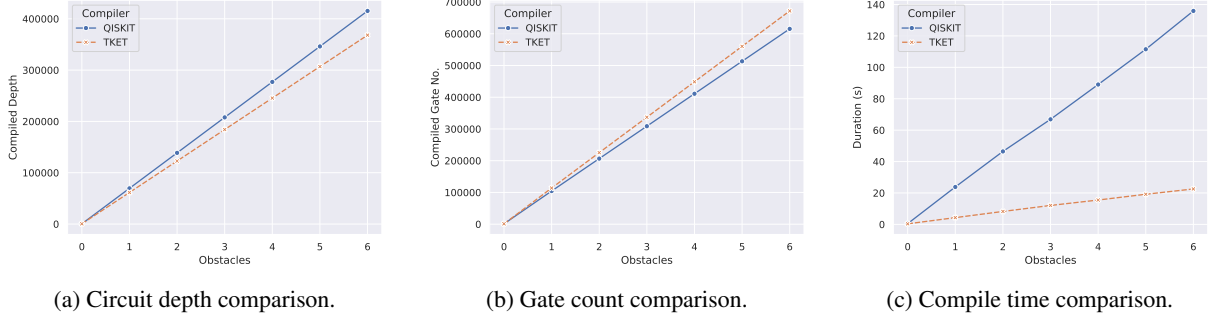 Compiler
QISKIT
TKET
400000
300000
200000
100000
0
Compiled Depth
0 1 2 3 4 5 6
Obstacles
(a) Circuit depth comparison.
Compiler
QISKIT
TKET
700000
600000
500000
400000
300000
200000
100000
0
Compiled Gate No.
0 1 2 3 4 5 6
Obstacles
(b) Gate count comparison.
Compiler
QISKIT
TKET
140
120
100
80
60
40
20
0
Duration (s)
0 1 2 3 4 5 6
Obstacles
(c) Compile time comparison.